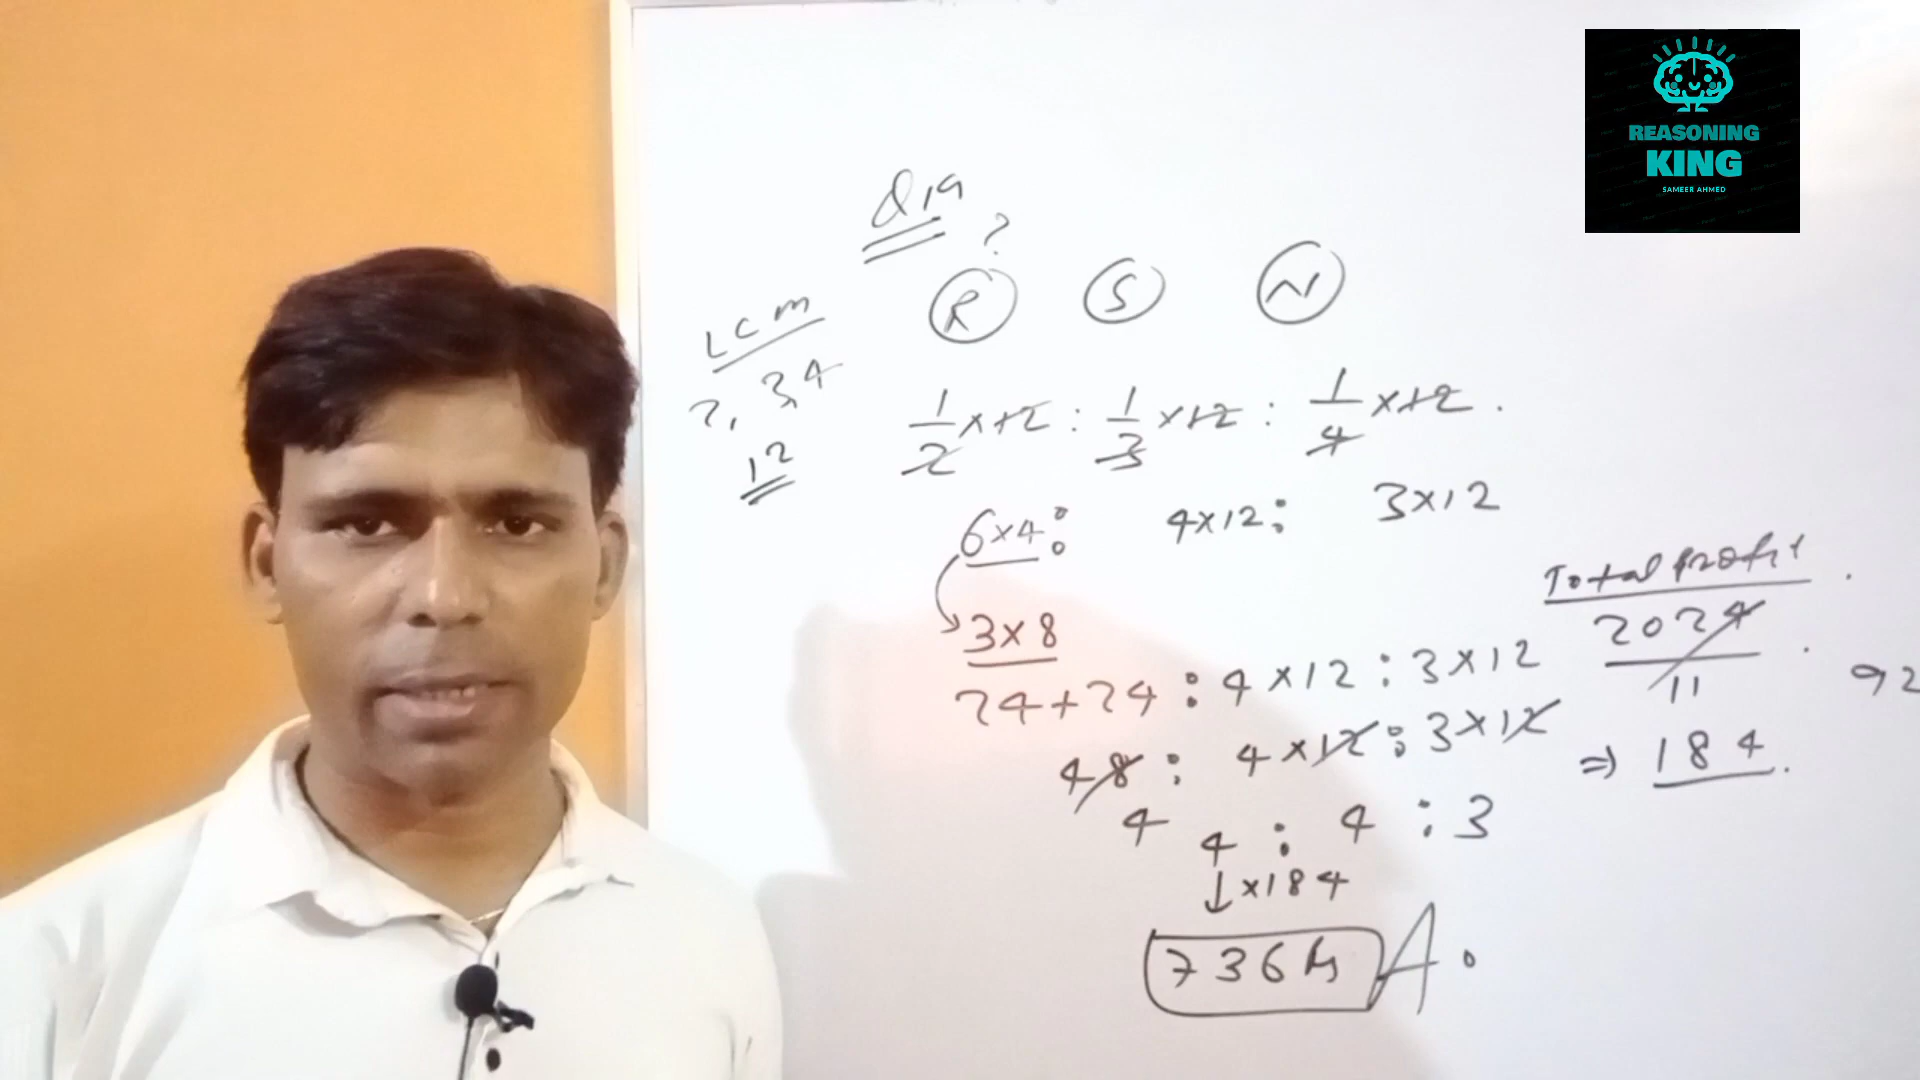 REASONING
KING
SAMEER AHMED
Q19
?
R S N
LCM
2, 3, 4
12
1/2 × 12 : 1/3 × 12 : 1/4 × 12
6×4 : 4×12 : 3×12
3×8
24+24 : 4×12 : 3×12
48 : 4×12 : 3×12
4
4 : 4 : 3
↓ ×184
736 Rs A
Total profit
2024
11
⇒ 184
92